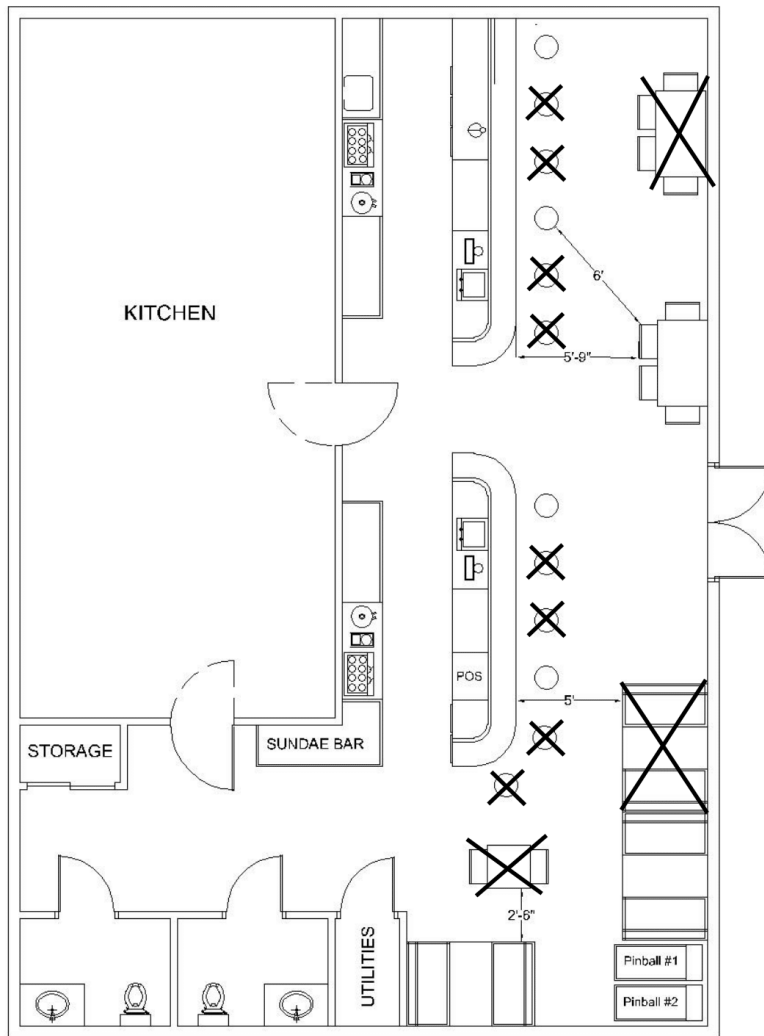 6'
KITCHEN
5'-9"
POS
5'
STORAGE
SUNDAE BAR
2'-6"
UTILITIES
Pinball #1
Pinball #2